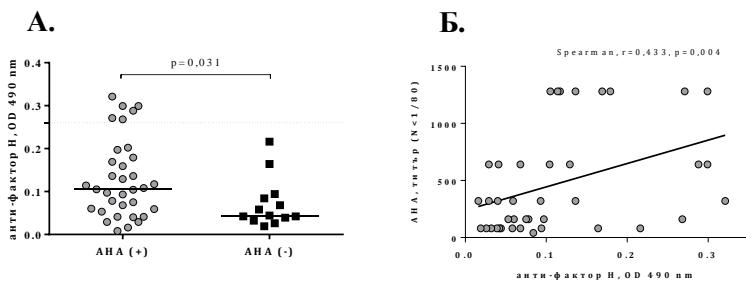 А.
анти-фактор H, OD 490 nm
p=0,031
0.4
0.3
0.2
0.1
0.0
АНА (+)
АНА (-)
Б.
Spearman, r=0,433, p=0,004
АНА, титър (N<1/80)
1500
1000
500
0
0.0
0.1
0.2
0.3
анти-фактор H, OD 490 nm